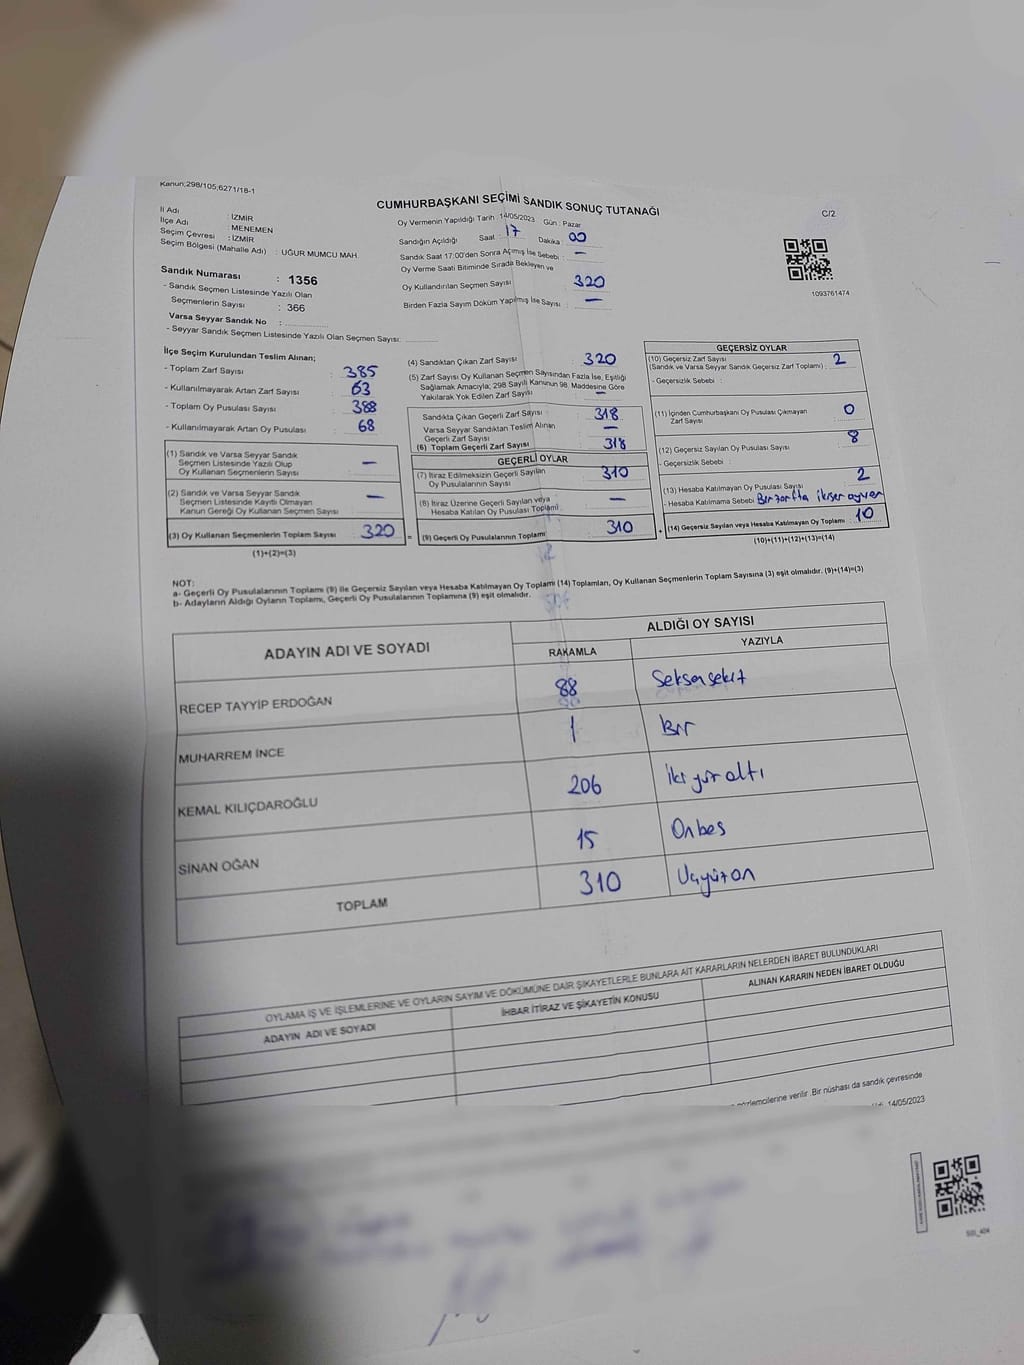 Kanun;298/105;6271/18-1
CUMHURBAŞKANI SEÇİMİ SANDIK SONUÇ TUTANAĞI
C/2
İl Adı : İZMİR
İlçe Adı : MENEMEN
Seçim Çevresi : İZMİR
Seçim Bölgesi (Mahalle Adı) : UĞUR MUMCU MAH.
Oy Vermenin Yapıldığı Tarih : 14/05/2023 Gün : Pazar
Sandığın Açıldığı Saat : 17 Dakika : 00
Sandık Saat 17:00'den Sonra Açılmış İse Sebebi : —
Oy Verme Saati Bitiminde Sırada Bekleyen ve
Oy Kullandırılan Seçmen Sayısı : 320
Birden Fazla Sayım Döküm Yapılmış İse Sayısı : —
1093761474
Sandık Numarası : 1356
- Sandık Seçmen Listesinde Yazılı Olan
Seçmenlerin Sayısı : 366
Varsa Seyyar Sandık No :
- Seyyar Sandık Seçmen Listesinde Yazılı Olan Seçmen Sayısı:
İlçe Seçim Kurulundan Teslim Alınan;
- Toplam Zarf Sayısı : 385
- Kullanılmayarak Artan Zarf Sayısı : 63
- Toplam Oy Pusulası Sayısı : 388
- Kullanılmayarak Artan Oy Pusulası : 68
(1) Sandık ve Varsa Seyyar Sandık
Seçmen Listesinde Yazılı Olup
Oy Kullanan Seçmenlerin Sayısı : —
(2) Sandık ve Varsa Seyyar Sandık
Seçmen Listesinde Kayıtlı Olmayan
Kanun Gereği Oy Kullanan Seçmen Sayısı : —
(3) Oy Kullanan Seçmenlerin Toplam Sayısı : 320
(1)+(2)=(3)
(4) Sandıktan Çıkan Zarf Sayısı : 320
(5) Zarf Sayısı Oy Kullanan Seçmen Sayısından Fazla İse, Eşitliği
Sağlamak Amacıyla; 298 Sayılı Kanunun 98. Maddesine Göre
Yakılarak Yok Edilen Zarf Sayısı : —
Sandıkta Çıkan Geçerli Zarf Sayısı : 318
Varsa Seyyar Sandıktan Teslim Alınan
Geçerli Zarf Sayısı : —
(6) Toplam Geçerli Zarf Sayısı : 318
GEÇERLİ OYLAR
(7) İtiraz Edilmeksizin Geçerli Sayılan
Oy Pusulalarının Sayısı : 310
(8) İtiraz Üzerine Geçerli Sayılan veya
Hesaba Katılan Oy Pusulası Toplamı : —
= (9) Geçerli Oy Pusulalarının Toplamı : 310
GEÇERSİZ OYLAR
(10) Geçersiz Zarf Sayısı
(Sandık ve Varsa Seyyar Sandık Geçersiz Zarf Toplamı) : 2
- Geçersizlik Sebebi :
(11) İçinden Cumhurbaşkanı Oy Pusulası Çıkmayan
Zarf Sayısı : 0
(12) Geçersiz Sayılan Oy Pusulası Sayısı : 8
- Geçersizlik Sebebi :
(13) Hesaba Katılmayan Oy Pusulası Sayısı : 2
- Hesaba Katılmama Sebebi : Bir zarfta ikişer
+ (14) Geçersiz Sayılan veya Hesaba Katılmayan Oy Toplamı : 10
(10)+(11)+(12)+(13)=(14)
NOT:
a- Geçerli Oy Pusulalarının Toplamı (9) ile Geçersiz Sayılan veya Hesaba Katılmayan Oy Toplamı (14) Toplamları, Oy Kullanan Seçmenlerin Toplam Sayısına (3) eşit olmalıdır. (9)+(14)=(3)
b- Adayların Aldığı Oyların Toplamı, Geçerli Oy Pusulalarının Toplamına (9) eşit olmalıdır.
ADAYIN ADI VE SOYADI
ALDIĞI OY SAYISI
RAKAMLA YAZIYLA
RECEP TAYYİP ERDOĞAN 88 Seksensekiz
MUHARREM İNCE 1 Bir
KEMAL KILIÇDAROĞLU 206 İki yüz altı
SİNAN OĞAN 15 Onbes
TOPLAM 310 Üçyüzon
OYLAMA İŞ VE İŞLEMLERİNE VE OYLARIN SAYIM VE DÖKÜMÜNE DAİR ŞİKAYETLERLE BUNLARA AİT KARARLARIN NELERDEN İBARET BULUNDUKLARI
ADAYIN ADI VE SOYADI İHBAR İTİRAZ VE ŞİKAYETİN KONUSU ALINAN KARARIN NEDEN İBARET OLDUĞU
gözlemcilerine verilir. Bir nüshası da sandık çevresinde
14/05/2023